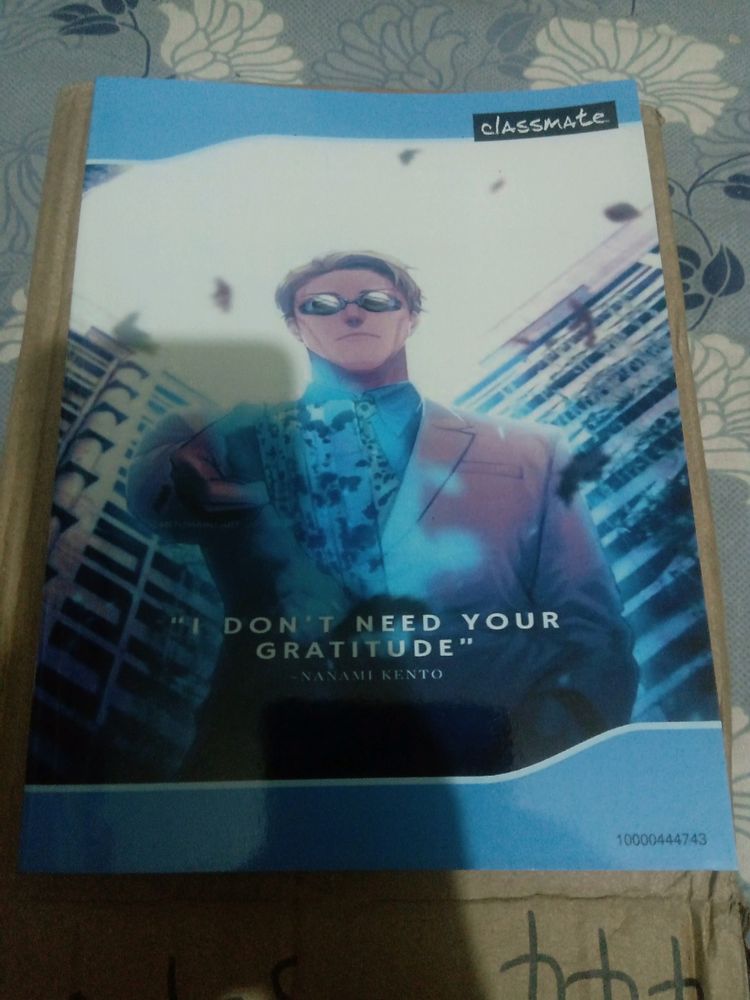 classmate
"I DON'T NEED YOUR
GRATITUDE"
~NANAMI KENTO
10000444743